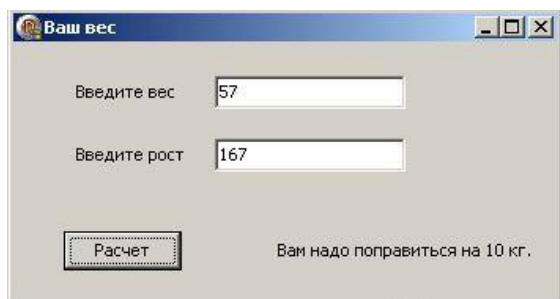 Ваш вес
Введите вес 57
Введите рост 167
Расчет Вам надо поправиться на 10 кг.